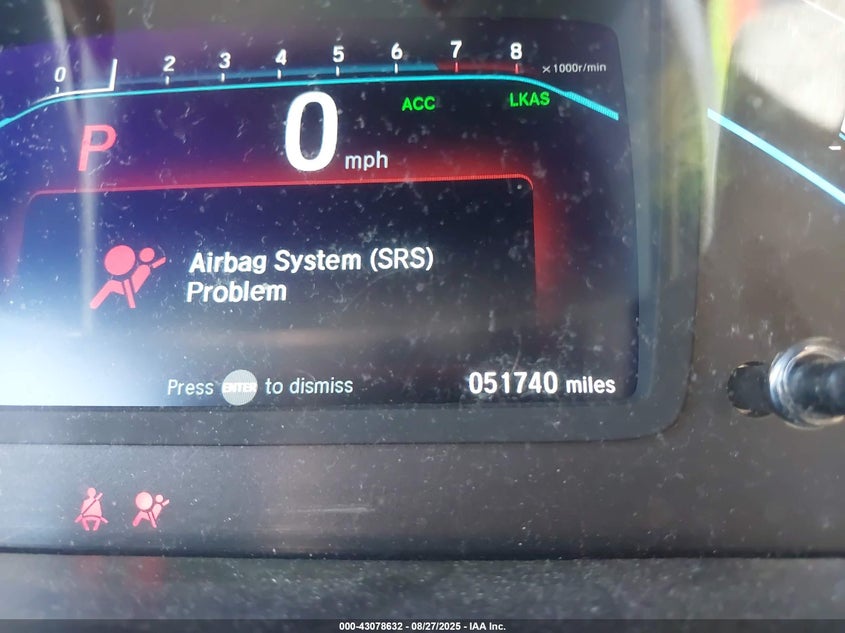 0 2 3 4 5 6 7 8 ×1000r/min
ACC LKAS
P 0 mph
Airbag System (SRS)
Problem
Press ENTER to dismiss
051740 miles
000-43078632 - 08/27/2025 - IAA Inc.